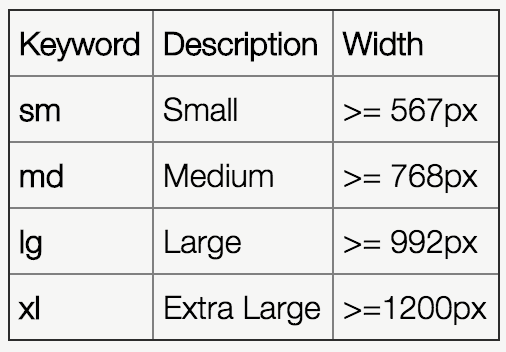 Keyword Description Width
sm Small >= 567px
md Medium >= 768px
lg Large >= 992px
xl Extra Large >=1200px